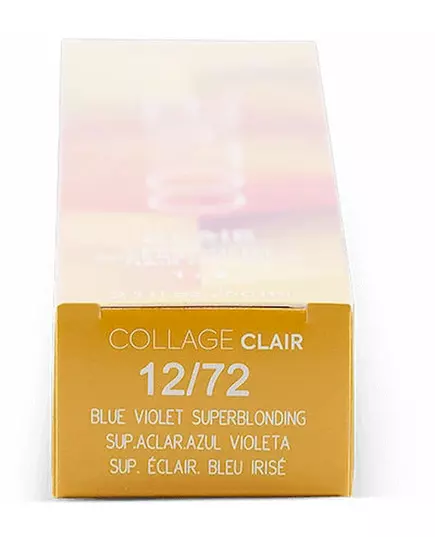 COLLAGE CLAIR
12/72
BLUE VIOLET SUPERBLONDING
SUP.ACLAR.AZUL VIOLETA
SUP. ÉCLAIR. BLEU IRISÉ